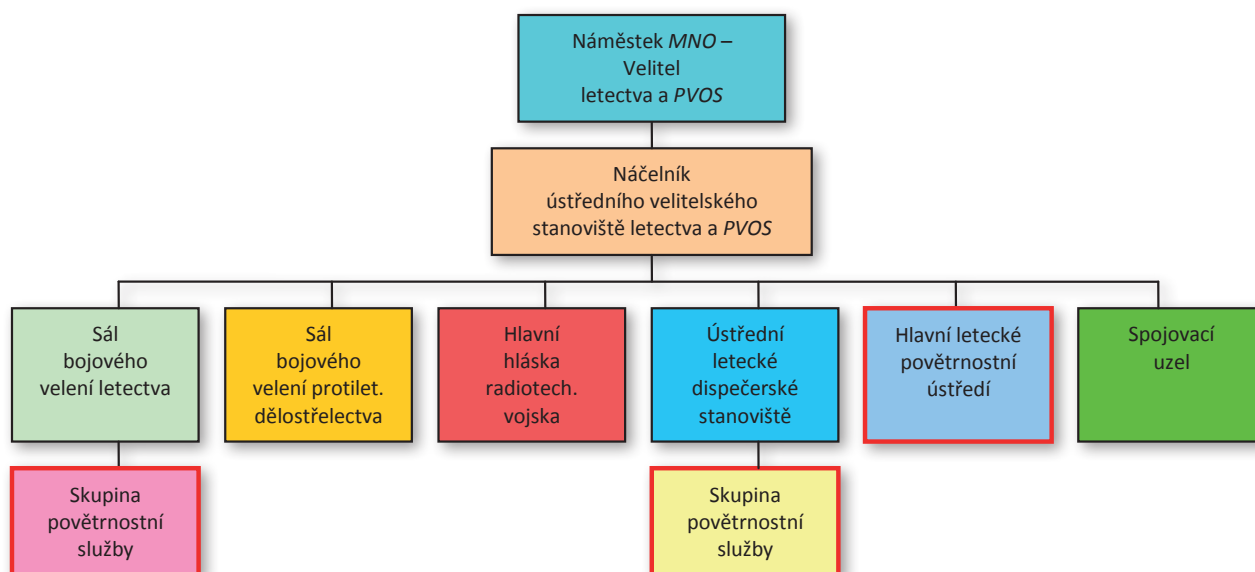 Náměstek MNO –
Velitel
letectva a PVOS
Náčelník
ústředního velitelského
stanoviště letectva a PVOS
Sál
bojového
velení letectva
Sál
bojového
velení protilet.
dělostřelectva
Hlavní
hláska
radiotech.
vojska
Ústřední
letecké
dispečerské
stanoviště
Hlavní letecké
povětrnostní
ústředí
Spojovací
uzel
Skupina
povětrnostní
služby
Skupina
povětrnostní
služby